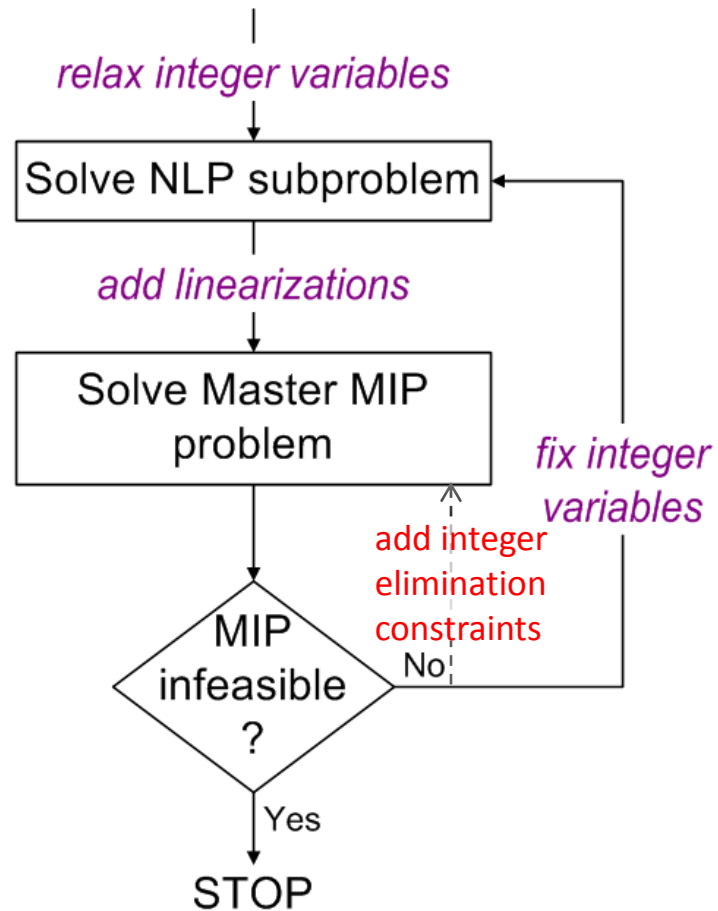 relax integer variables
Solve NLP subproblem
add linearizations
Solve Master MIP
problem
fix integer
variables
add integer
elimination
constraints
MIP
infeasible
?
No
Yes
STOP